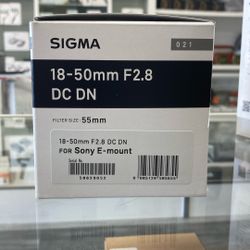 SIGMA
021
18-50mm F2.8
DC DN
FILTER SIZE: 55mm
18-50mm F2.8 DC DN
FOR Sony E-mount
Serial No.